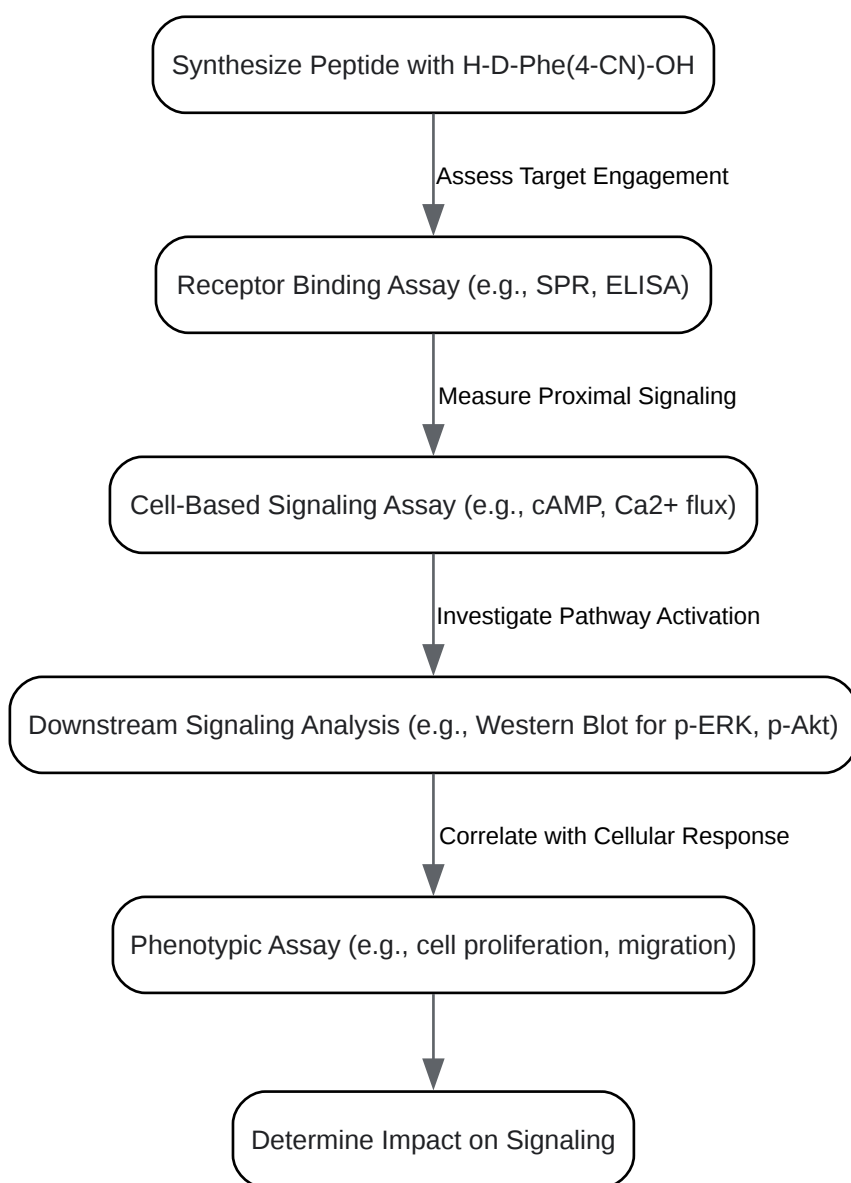 Synthesize Peptide with H-D-Phe(4-CN)-OH
Assess Target Engagement
Receptor Binding Assay (e.g., SPR, ELISA)
Measure Proximal Signaling
Cell-Based Signaling Assay (e.g., cAMP, Ca2+ flux)
Investigate Pathway Activation
Downstream Signaling Analysis (e.g., Western Blot for p-ERK, p-Akt)
Correlate with Cellular Response
Phenotypic Assay (e.g., cell proliferation, migration)
Determine Impact on Signaling